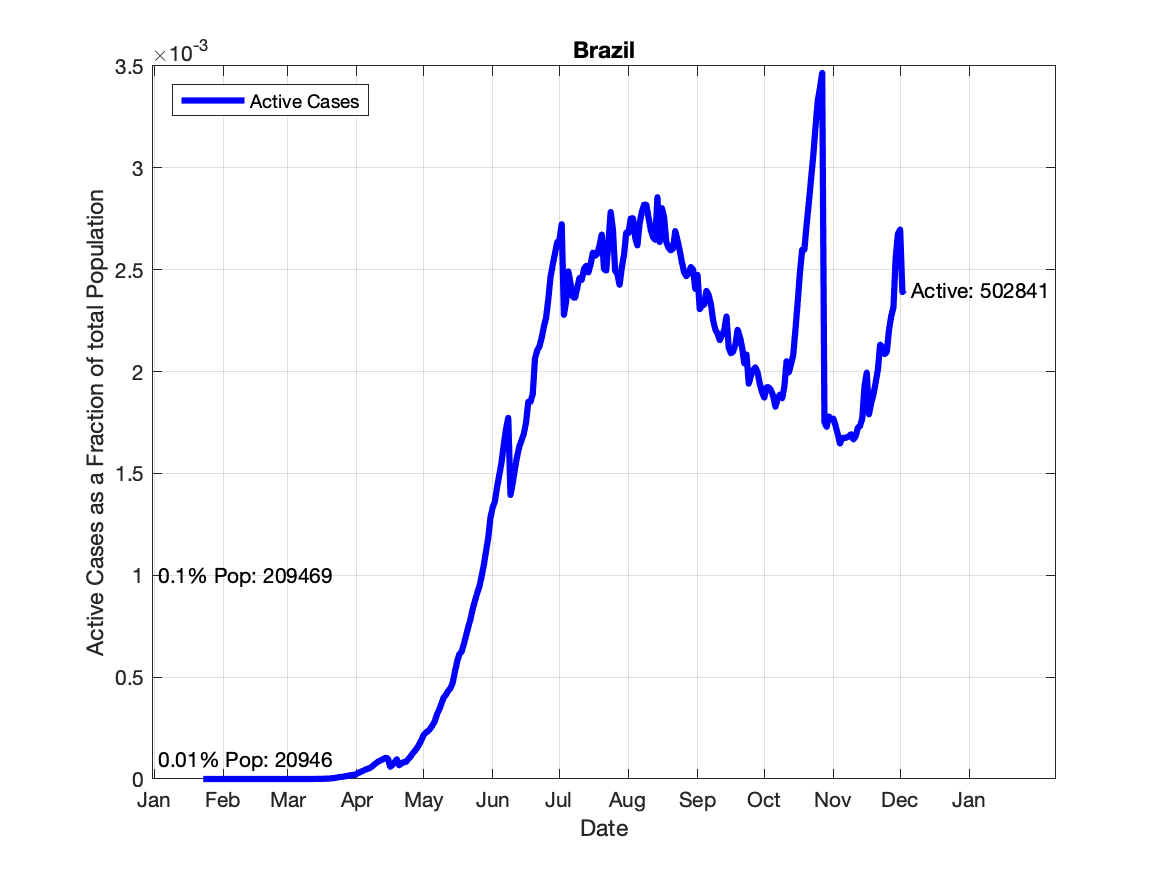 Brazil
×10-3
Active Cases
3.5
3
2.5
2
1.5
1
0.5
0
Active Cases as a Fraction of total Population
Active: 502841
0.1% Pop: 209469
0.01% Pop: 20946
Jan Feb Mar Apr May Jun Jul Aug Sep Oct Nov Dec Jan
Date